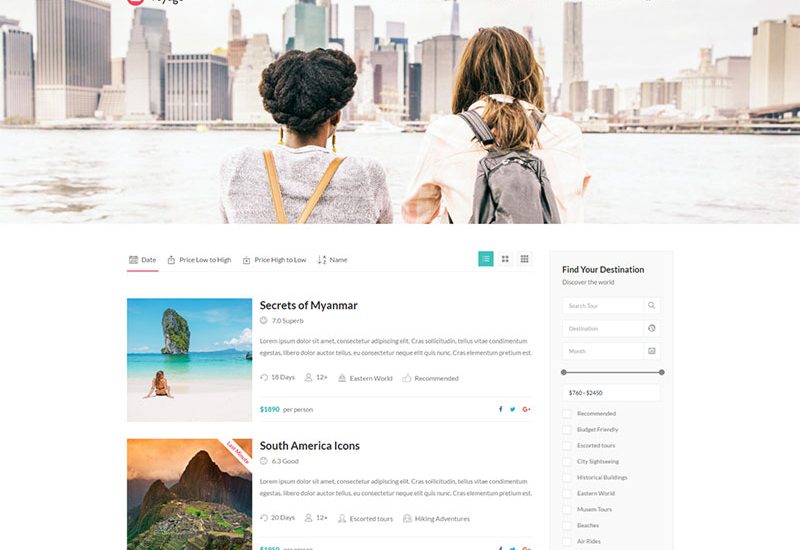 Date
Price Low to High
Price High to Low
Name
Secrets of Myanmar
7.0 Superb
Lorem ipsum dolor sit amet, consectetur adipiscing elit. Cras sollicitudin, tellus vitae condimentum
egestas, libero dolor auctor tellus, eu consectetur neque elit quis nunc. Cras elementum pretium est.
18 Days
12+
Eastern World
Recommended
$1890 per person
Last Minute
South America Icons
6.3 Good
Lorem ipsum dolor sit amet, consectetur adipiscing elit. Cras sollicitudin, tellus vitae condimentum
egestas, libero dolor auctor tellus, eu consectetur neque elit quis nunc. Cras elementum pretium est.
20 Days
12+
Escorted tours
Hiking Adventures
Find Your Destination
Discover the world
Search Tour
Destination
Month
$760 - $2450
Recommended
Budget Friendly
Escorted tours
City Sightseeing
Historical Buildings
Eastern World
Musem Tours
Beaches
Air Rides